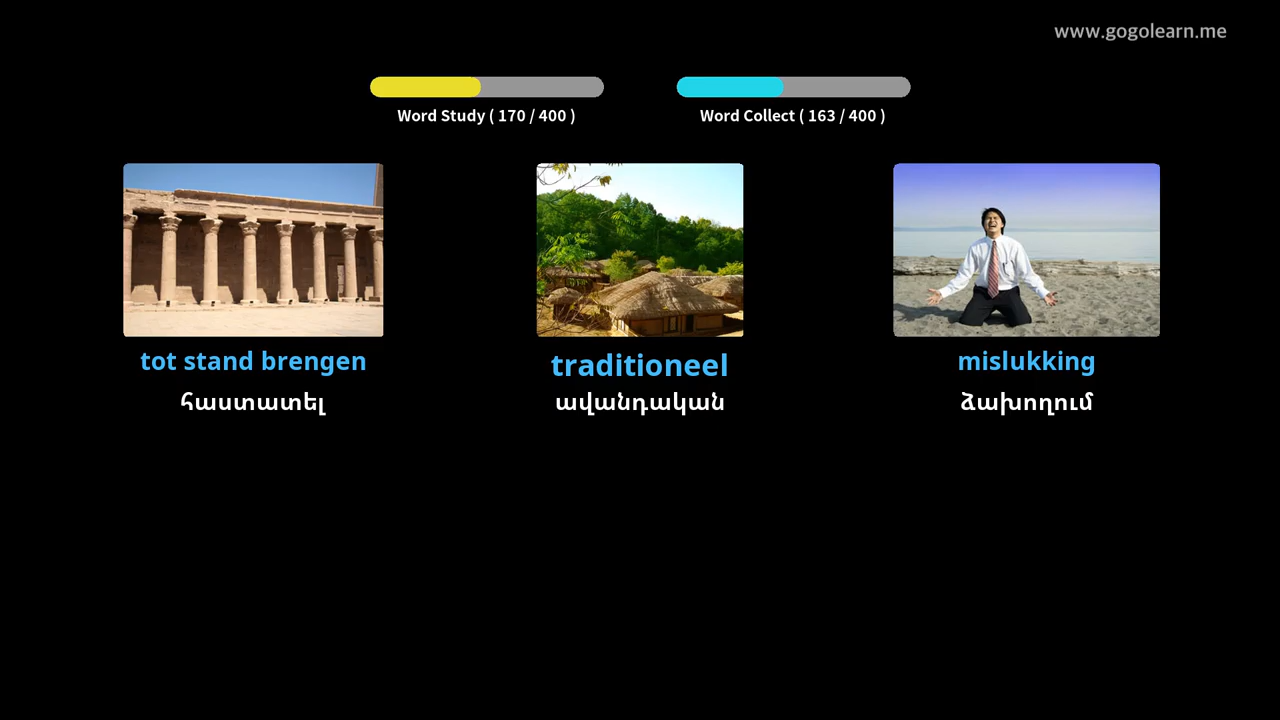 www.gogolearn.me
Word Study ( 170 / 400 )
Word Collect ( 163 / 400 )
tot stand brengen
traditioneel
mislukking
հաստատել
ավանդական
ձախողում